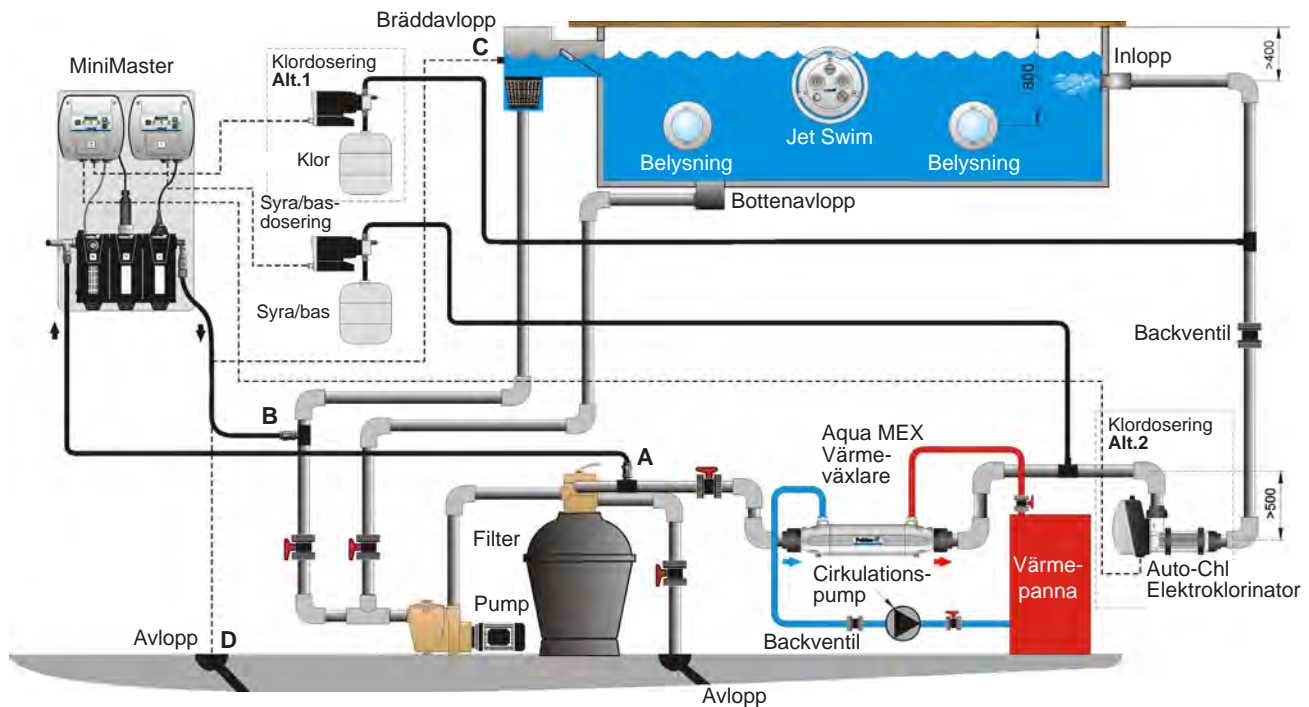 Bräddavlopp
C
MiniMaster
Klordosering
Alt.1
Klor
Syra/bas-
dosering
Syra/bas
Inlopp
>400
800
Jet Swim
Belysning
Belysning
Bottenavlopp
Backventil
B
A
Aqua MEX
Värme-
växlare
Klordosering
Alt.2
>500
Filter
Pump
Cirkulations-
pump
Värme-
panna
Auto-Chl
Elektroklorinator
Backventil
Avlopp
D
Avlopp